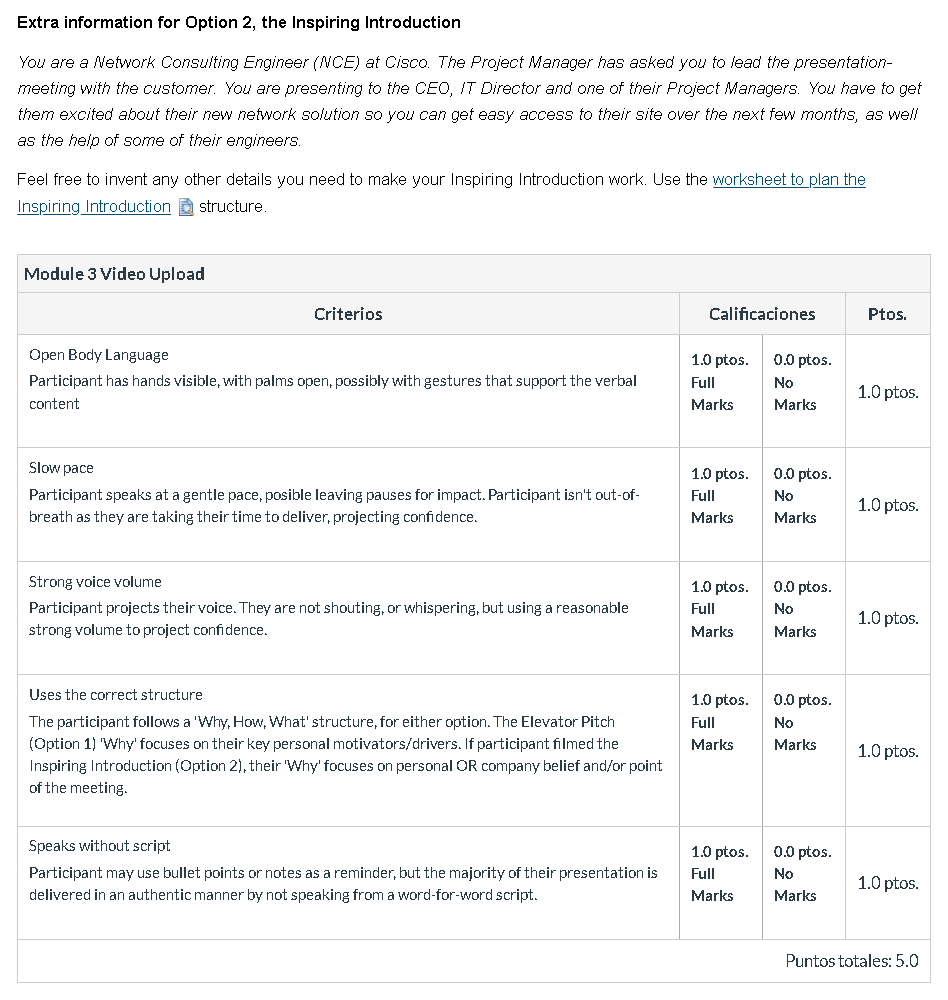 Extra information for Option 2, the Inspiring Introduction
You are a Network Consulting Engineer (NCE) at Cisco. The Project Manager has asked you to lead the presentation-
meeting with the customer. You are presenting to the CEO, IT Director and one of their Project Managers. You have to get
them excited about their new network solution so you can get easy access to their site over the next few months, as well
as the help of some of their engineers.
Feel free to invent any other details you need to make your Inspiring Introduction work. Use the worksheet to plan the
Inspiring Introduction structure.
Module 3 Video Upload
Criterios
Calificaciones
Ptos.
Open Body Language
Participant has hands visible, with palms open, possibly with gestures that support the verbal
content
1.0 ptos.
Full
Marks
0.0 ptos.
No
Marks
1.0 ptos.
Slow pace
Participant speaks at a gentle pace, posible leaving pauses for impact. Participant isn't out-of-
breath as they are taking their time to deliver, projecting confidence.
1.0 ptos.
Full
Marks
0.0 ptos.
No
Marks
1.0 ptos.
Strong voice volume
Participant projects their voice. They are not shouting, or whispering, but using a reasonable
strong volume to project confidence.
1.0 ptos.
Full
Marks
0.0 ptos.
No
Marks
1.0 ptos.
Uses the correct structure
The participant follows a 'Why, How, What' structure, for either option. The Elevator Pitch
(Option 1) 'Why' focuses on their key personal motivators/drivers. If participant filmed the
Inspiring Introduction (Option 2), their 'Why' focuses on personal OR company belief and/or point
of the meeting.
1.0 ptos.
Full
Marks
0.0 ptos.
No
Marks
1.0 ptos.
Speaks without script
Participant may use bullet points or notes as a reminder, but the majority of their presentation is
delivered in an authentic manner by not speaking from a word-for-word script.
1.0 ptos.
Full
Marks
0.0 ptos.
No
Marks
1.0 ptos.
Puntos totales: 5.0